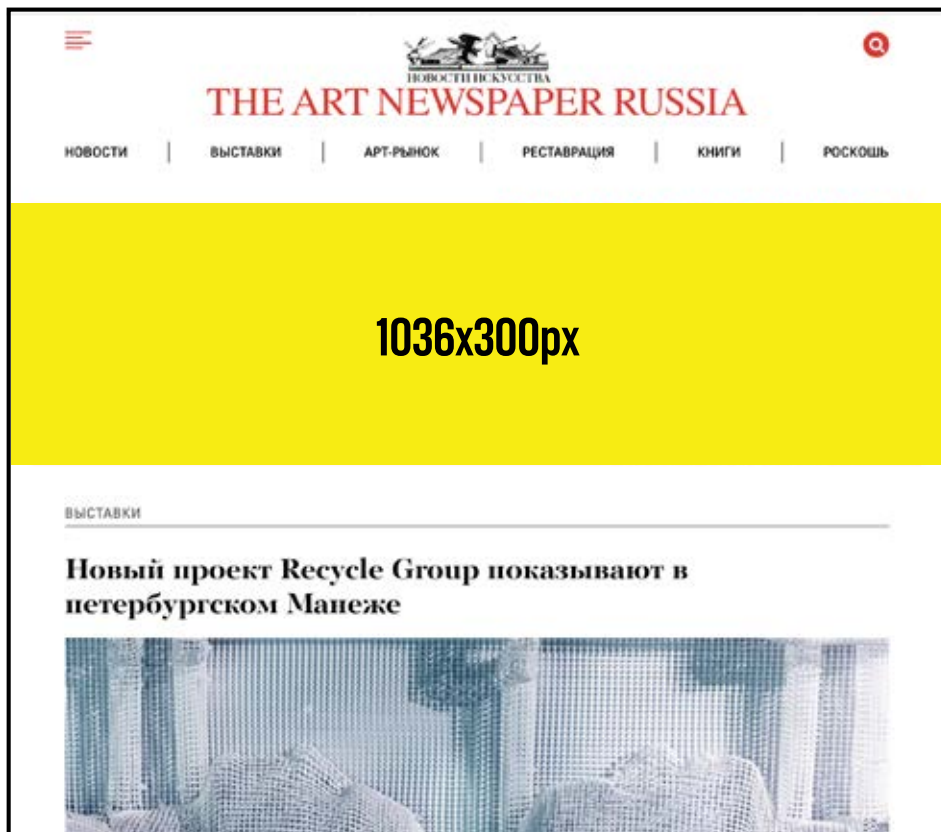 НОВОСТИ ИСКУССТВА
THE ART NEWSPAPER RUSSIA
НОВОСТИ | ВЫСТАВКИ | АРТ-РЫНОК | РЕСТАВРАЦИЯ | КНИГИ | РОСКОШЬ
1036x300px
ВЫСТАВКИ
Новый проект Recycle Group показывают в
петербургском Манеже